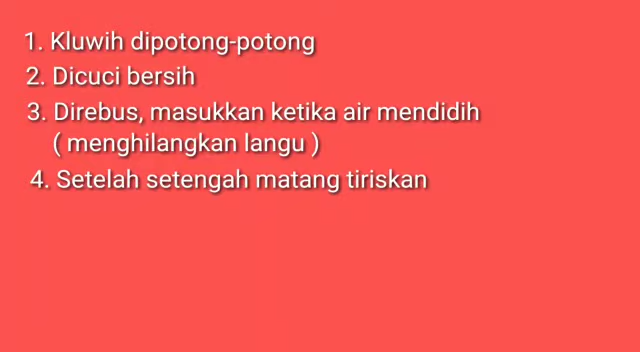 1. Kluwih dipotong-potong
2. Dicuci bersih
3. Direbus, masukkan ketika air mendidih
( menghilangkan langu )
4. Setelah setengah matang tiriskan